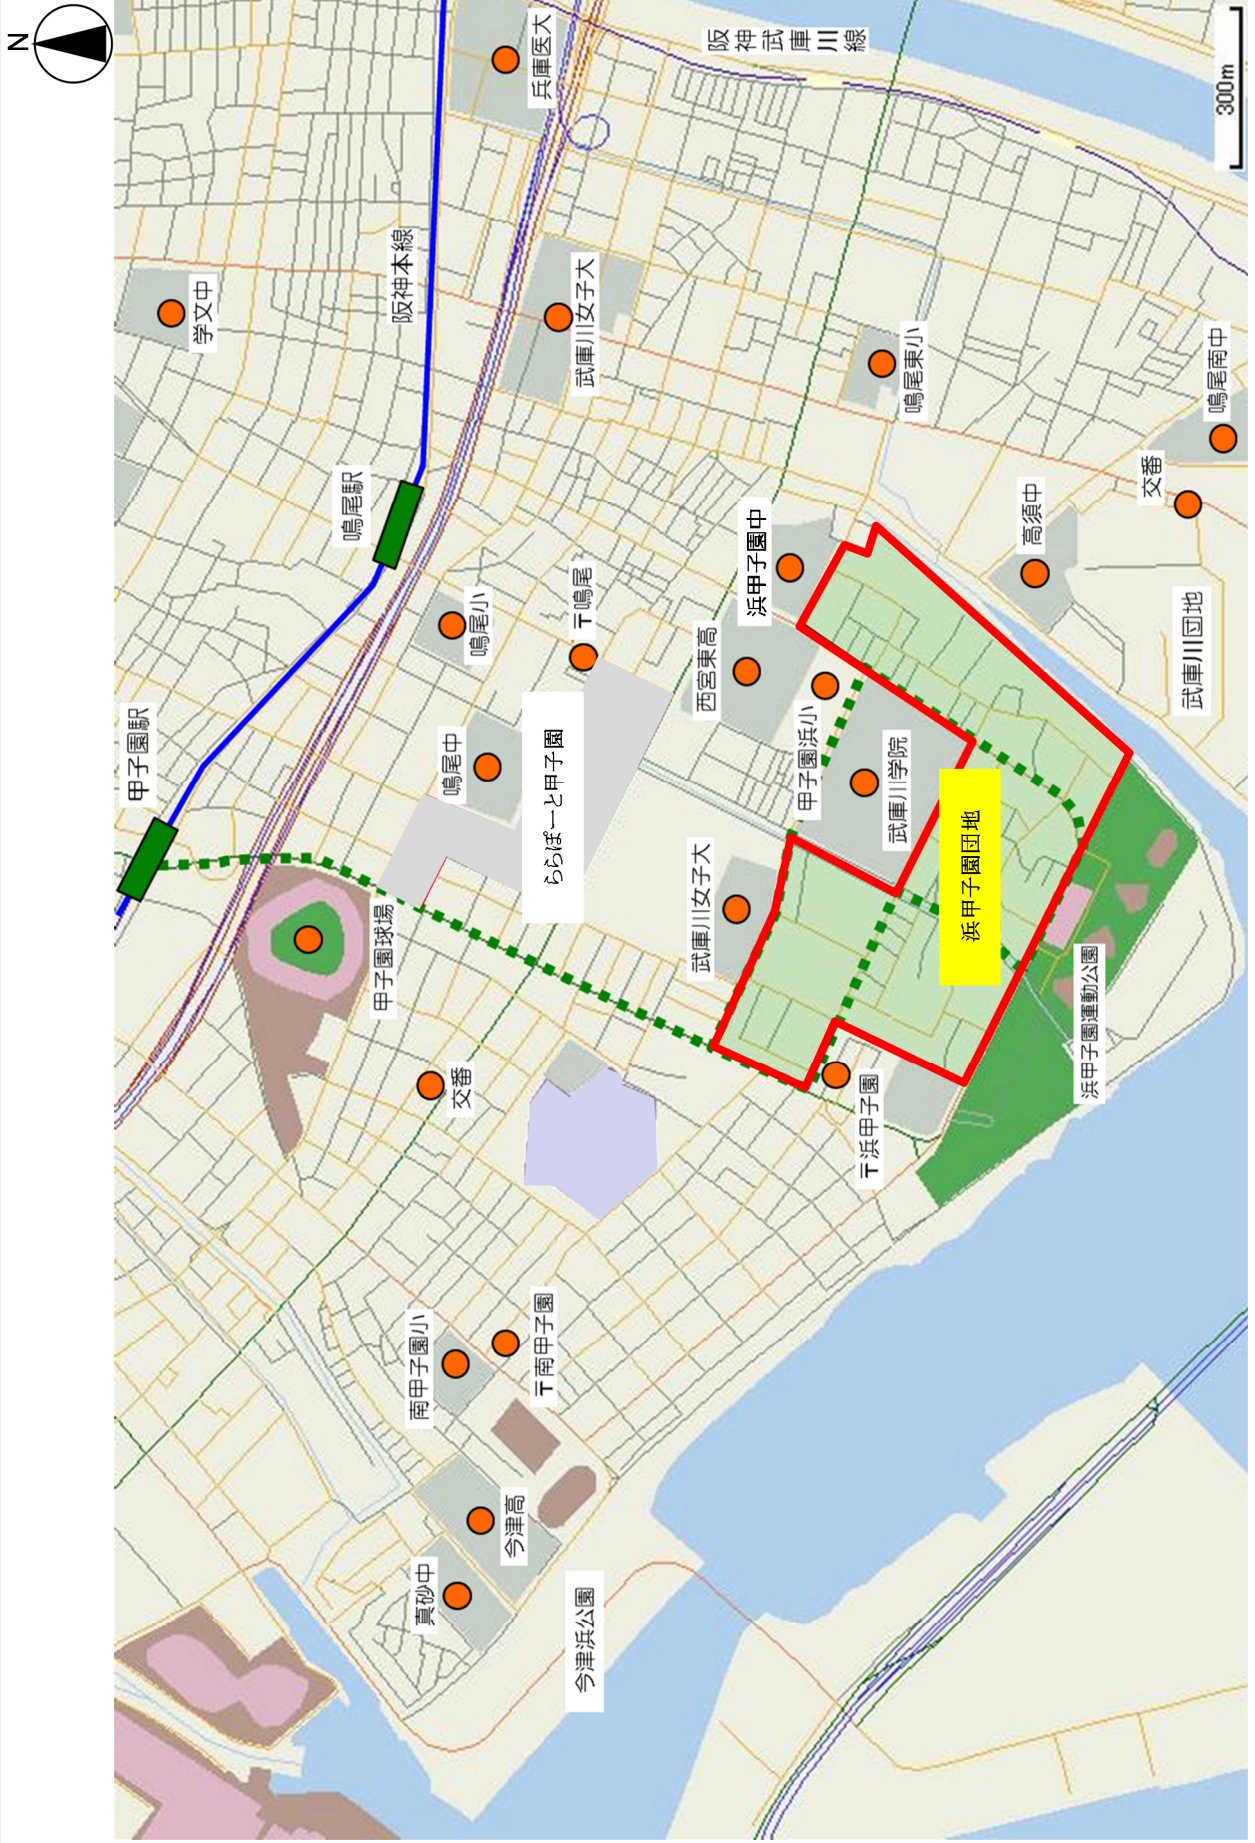 N
300m
兵庫医大
阪神武庫川線
学文中
阪神本線
武庫川女子大
鳴尾東小
鳴尾南中
交番
高須中
武庫川団地
鳴尾駅
鳴尾小
〒鳴尾
浜甲子園中
西宮東高
甲子園駅
鳴尾中
ららぽーと甲子園
甲子園浜小
武庫川学院
武庫川女子大
浜甲子園団地
甲子園球場
浜甲子園運動公園
交番
〒浜甲子園
南甲子園小
〒南甲子園
今津高
真砂中
今津浜公園